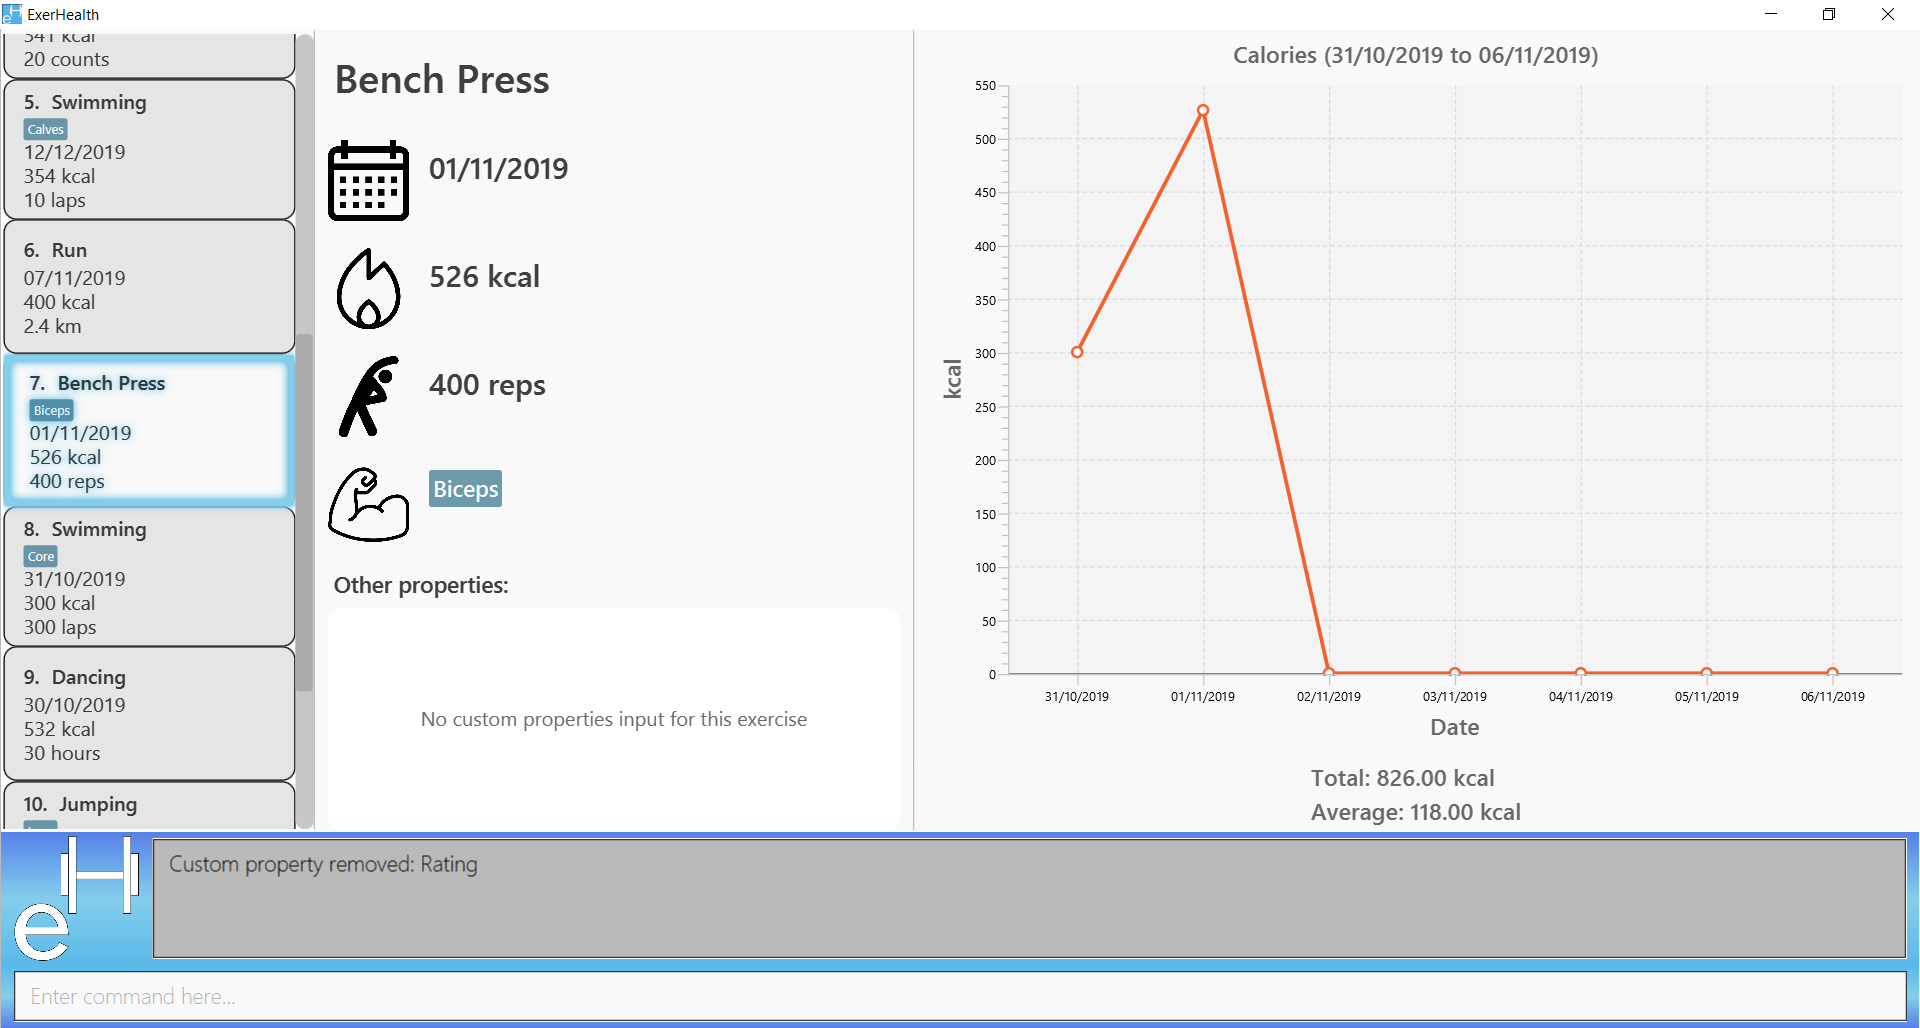 ExerHealth
341 kcal
20 counts
5. Swimming
Calves
12/12/2019
354 kcal
10 laps
6. Run
07/11/2019
400 kcal
2.4 km
7. Bench Press
Biceps
01/11/2019
526 kcal
400 reps
8. Swimming
Core
31/10/2019
300 kcal
300 laps
9. Dancing
30/10/2019
532 kcal
30 hours
10. Jumping
Bench Press
01/11/2019
526 kcal
400 reps
Biceps
Other properties:
No custom properties input for this exercise
Calories (31/10/2019 to 06/11/2019)
kcal
550
500
450
400
350
300
250
200
150
100
50
0
31/10/2019 01/11/2019 02/11/2019 03/11/2019 04/11/2019 05/11/2019 06/11/2019
Date
Total: 826.00 kcal
Average: 118.00 kcal
eH
Custom property removed: Rating
Enter command here...